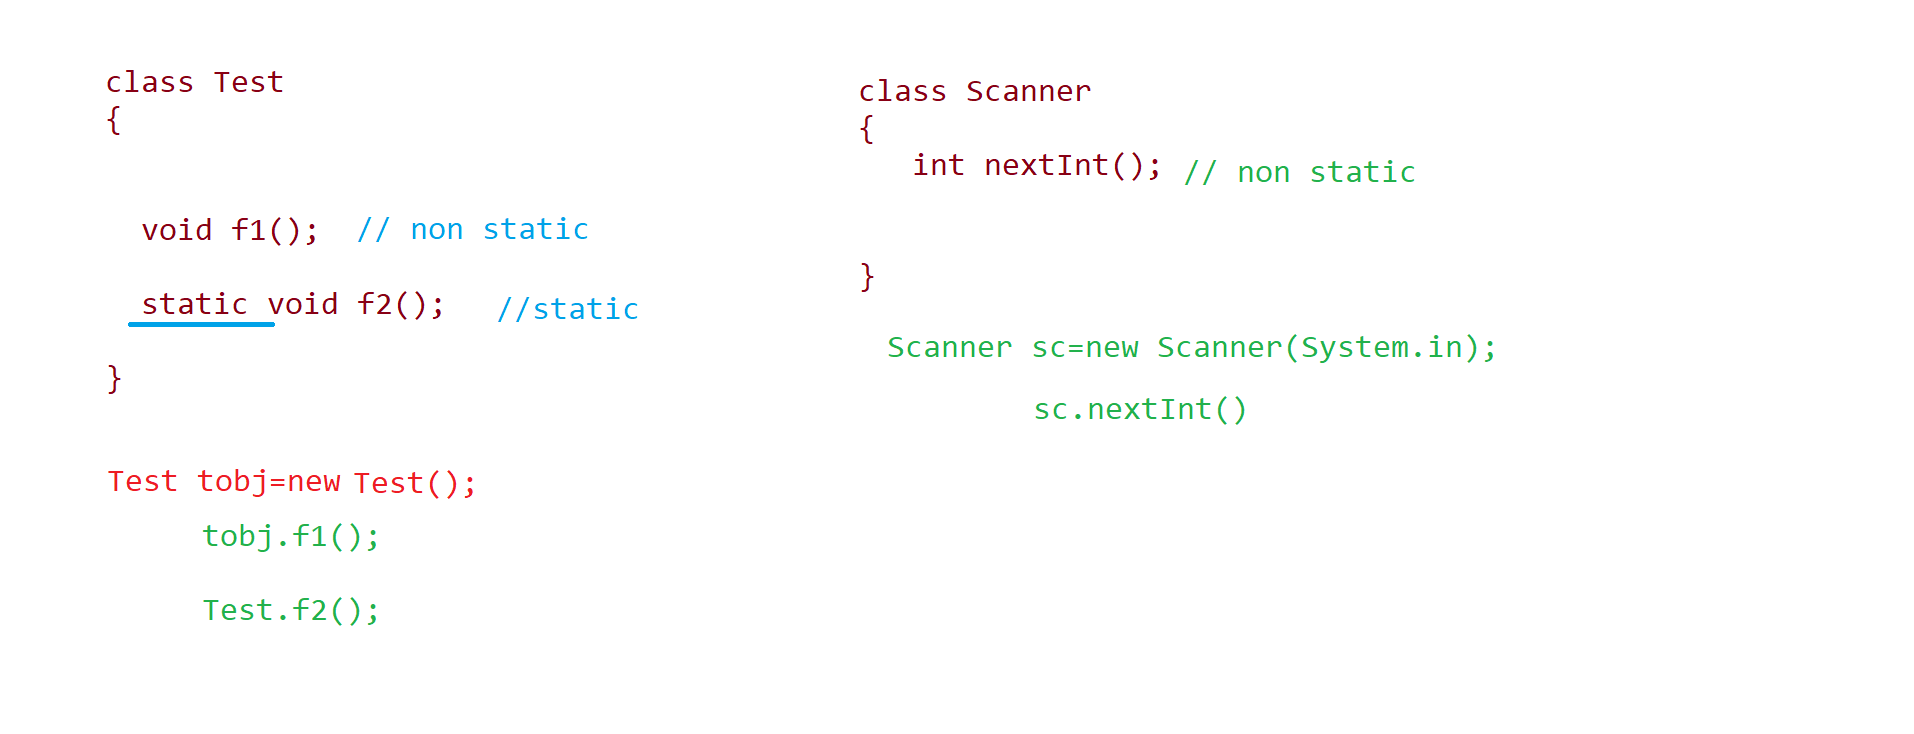 class Test
{
void f1(); // non static
static void f2(); //static
}
Test tobj=new Test();
tobj.f1();
Test.f2();
class Scanner
{
int nextInt(); // non static
}
Scanner sc=new Scanner(System.in);
sc.nextInt()